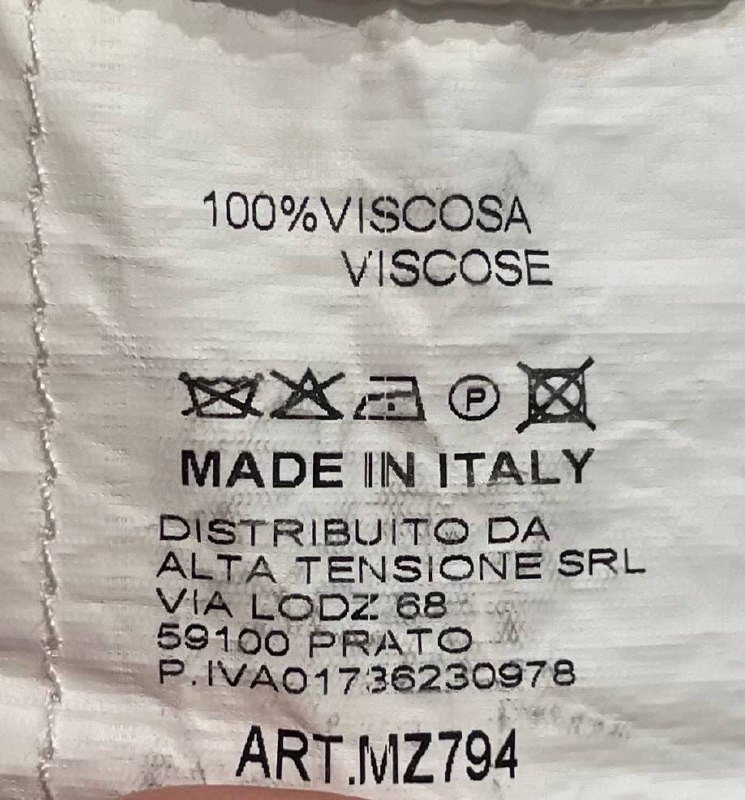 100%VISCOSA
VISCOSE
P
MADE IN ITALY
DISTRIBUITO DA
ALTA TENSIONE SRL
VIA LODZ 68
59100 PRATO
P.IVA01736230978
ART.MZ794